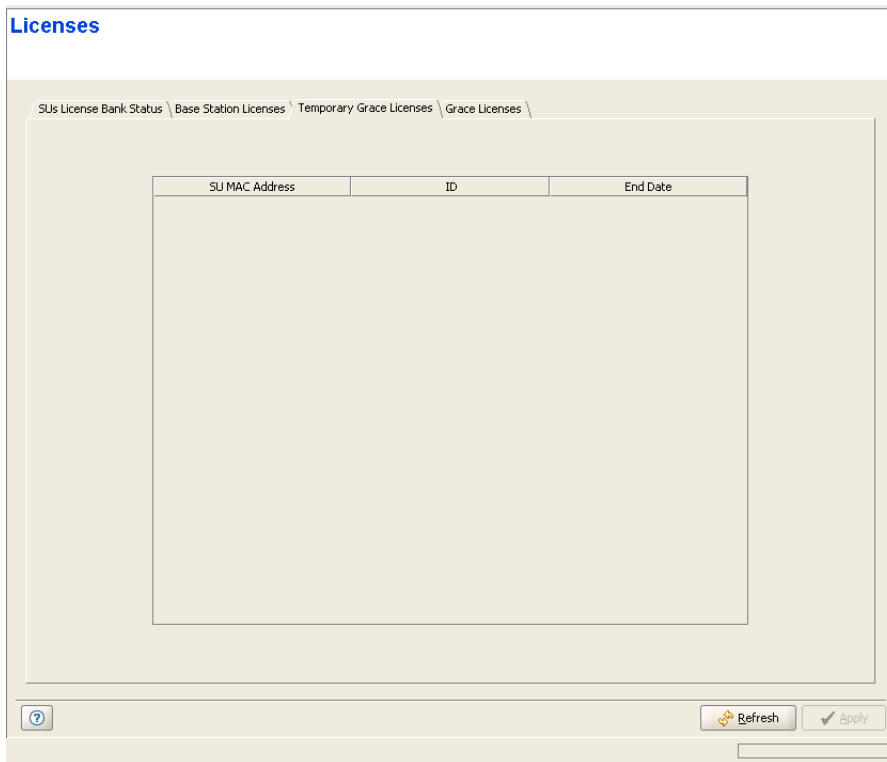 Licenses
SUs License Bank Status Base Station Licenses Temporary Grace Licenses Grace Licenses
SU MAC Address ID End Date
? Refresh Apply